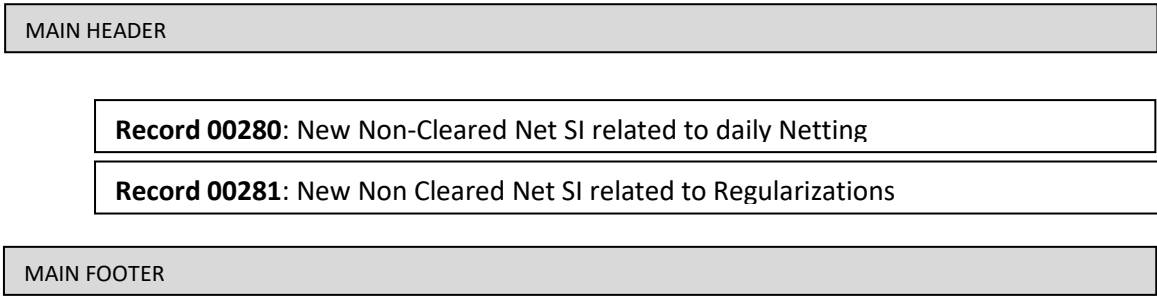 MAIN HEADER
Record 00280: New Non-Cleared Net SI related to daily Netting
Record 00281: New Non Cleared Net SI related to Regularizations
MAIN FOOTER